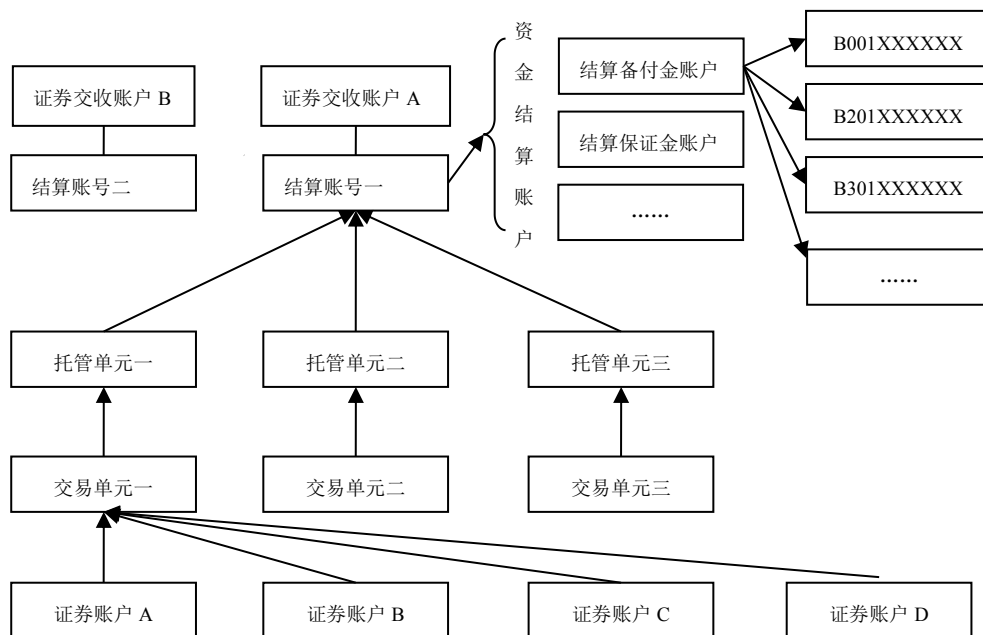 资金结算账户
B001XXXXXX
结算备付金账户
证券交收账户 B
证券交收账户 A
B201XXXXXX
结算保证金账户
结算账号二
结算账号一
B301XXXXXX
……
……
托管单元一
托管单元二
托管单元三
交易单元一
交易单元二
交易单元三
证券账户 A
证券账户 B
证券账户 C
证券账户 D